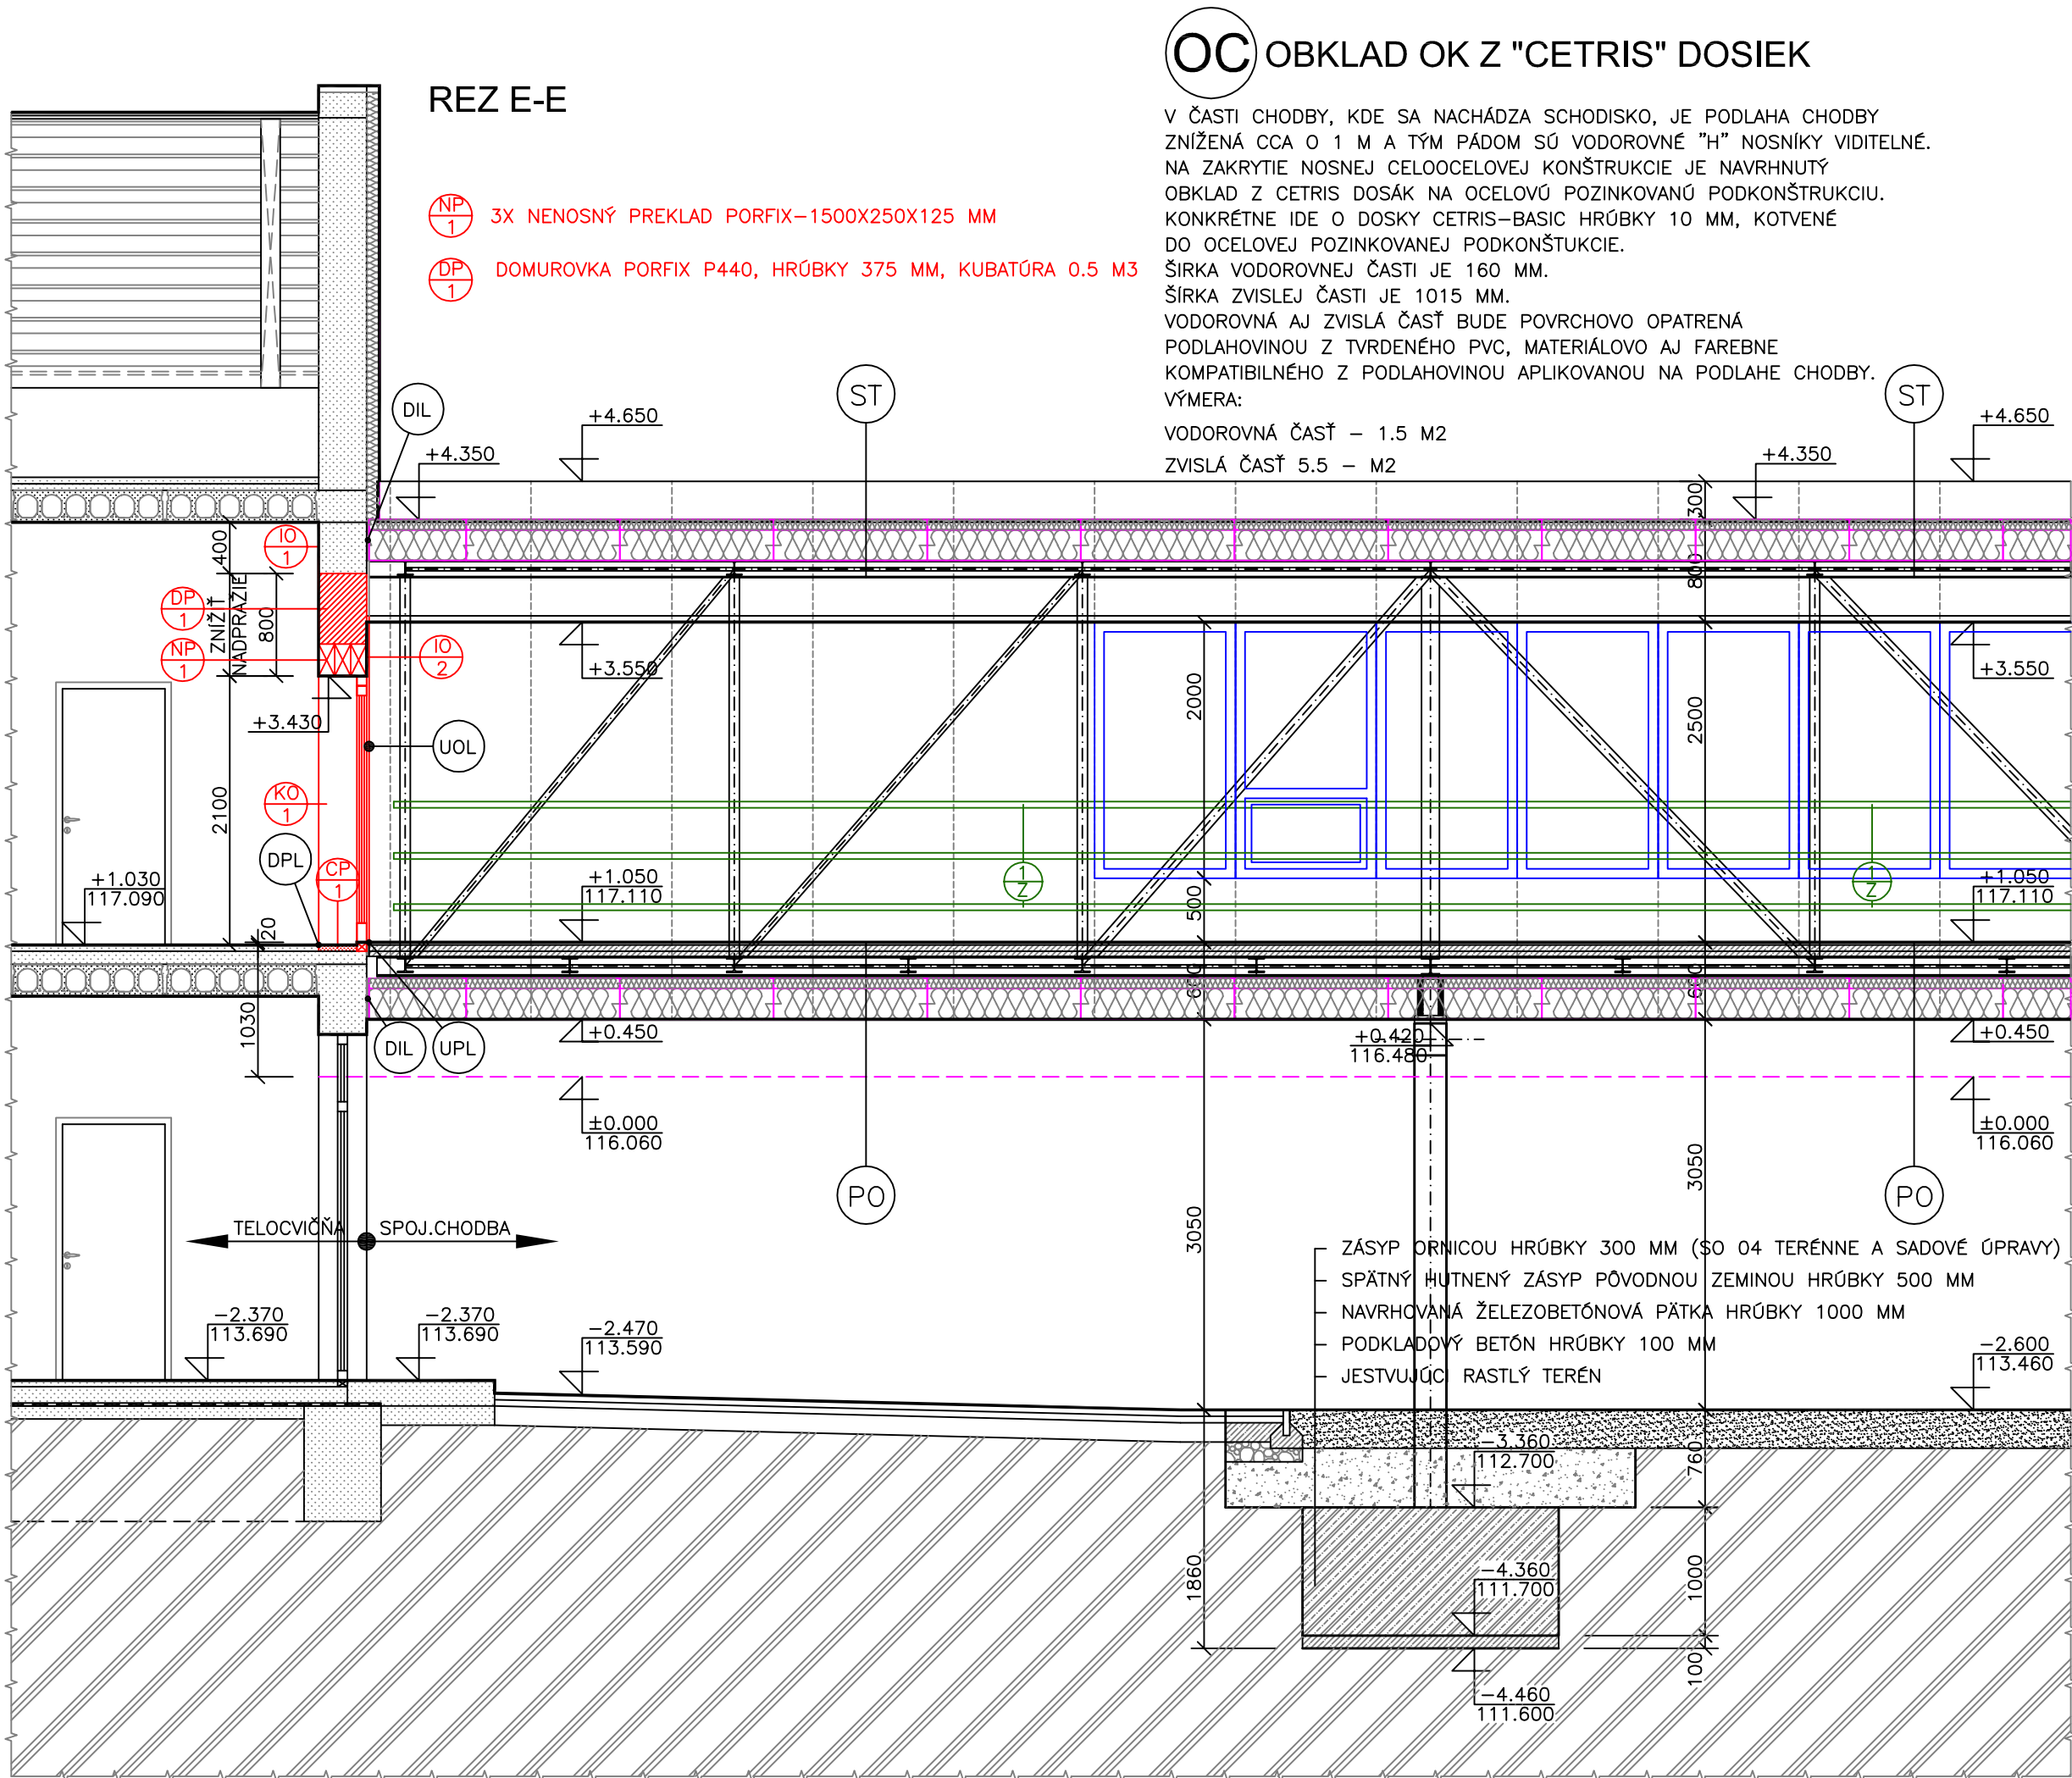 OC OBKLAD OK Z "CETRIS" DOSIEK
REZ E-E
V ČASTI CHODBY, KDE SA NACHÁDZA SCHODISKO, JE PODLAHA CHODBY
ZNÍŽENÁ CCA O 1 M A TÝM PÁDOM SÚ VODOROVNÉ "H" NOSNÍKY VIDITELNÉ.
NA ZAKRYTIE NOSNEJ CELOOCELOVEJ KONŠTRUKCIE JE NAVRHNUTÝ
OBKLAD Z CETRIS DOSÁK NA OCELOVÚ POZINKOVANÚ PODKONŠTRUKCIU.
KONKRÉTNE IDE O DOSKY CETRIS-BASIC HRÚBKY 10 MM, KOTVENÉ
DO OCELOVEJ POZINKOVANEJ PODKONŠTUKCIE.
ŠIRKA VODOROVNEJ ČASTI JE 160 MM.
ŠÍRKA ZVISLEJ ČASTI JE 1015 MM.
VODOROVNÁ AJ ZVISLÁ ČASŤ BUDE POVRCHOVO OPATRENÁ
PODLAHOVINOU Z TVRDENÉHO PVC, MATERIÁLOVO AJ FAREBNE
KOMPATIBILNÉHO Z PODLAHOVINOU APLIKOVANOU NA PODLAHE CHODBY.
VÝMERA:
VODOROVNÁ ČASŤ - 1.5 M2
ZVISLÁ ČASŤ 5.5 - M2
NP
1
3X NENOSNÝ PREKLAD PORFIX-1500X250X125 MM
DP
1
DOMUROVKA PORFIX P440, HRÚBKY 375 MM, KUBATÚRA 0.5 M3
DIL
ST
ST
+4.650
+4.350
+4.350
+4.650
300
400
IO
1
800
DP
1
ZNÍŽIŤ
NADPRAŽIE
800
NP
1
IO
2
+3.550
+3.550
+3.430
2000
2500
UOL
KO
1
2100
DPL
CP
1
1
Z
1
Z
+1.030
117.090
+1.050
117.110
+1.050
117.110
500
20
600
600
1030
DIL
UPL
+0.450
+0.420
116.480
+0.450
±0.000
116.060
±0.000
116.060
PO
PO
3050
3050
TELOCVIČŇA
SPOJ.CHODBA
ZÁSYP ORNICOU HRÚBKY 300 MM (SO 04 TERÉNNE A SADOVÉ ÚPRAVY)
SPÄTNÝ HUTNENÝ ZÁSYP PÔVODNOU ZEMINOU HRÚBKY 500 MM
NAVRHOVANÁ ŽELEZOBETÓNOVÁ PÄTKA HRÚBKY 1000 MM
PODKLADOVÝ BETÓN HRÚBKY 100 MM
JESTVUJÚCI RASTLÝ TERÉN
-2.370
113.690
-2.370
113.690
-2.470
113.590
-2.600
113.460
-3.360
112.700
760
1860
-4.360
111.700
1000
100
-4.460
111.600